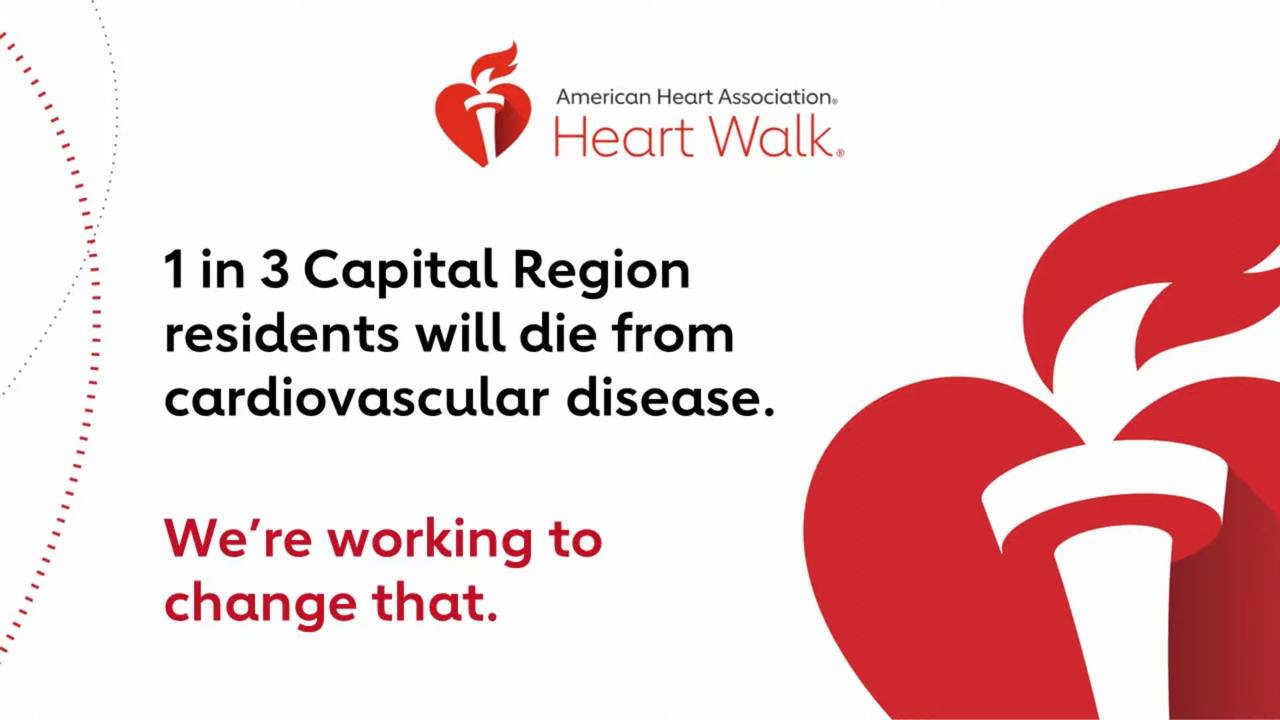 American Heart Association®
Heart Walk®
1 in 3 Capital Region
residents will die from
cardiovascular disease.
We’re working to
change that.